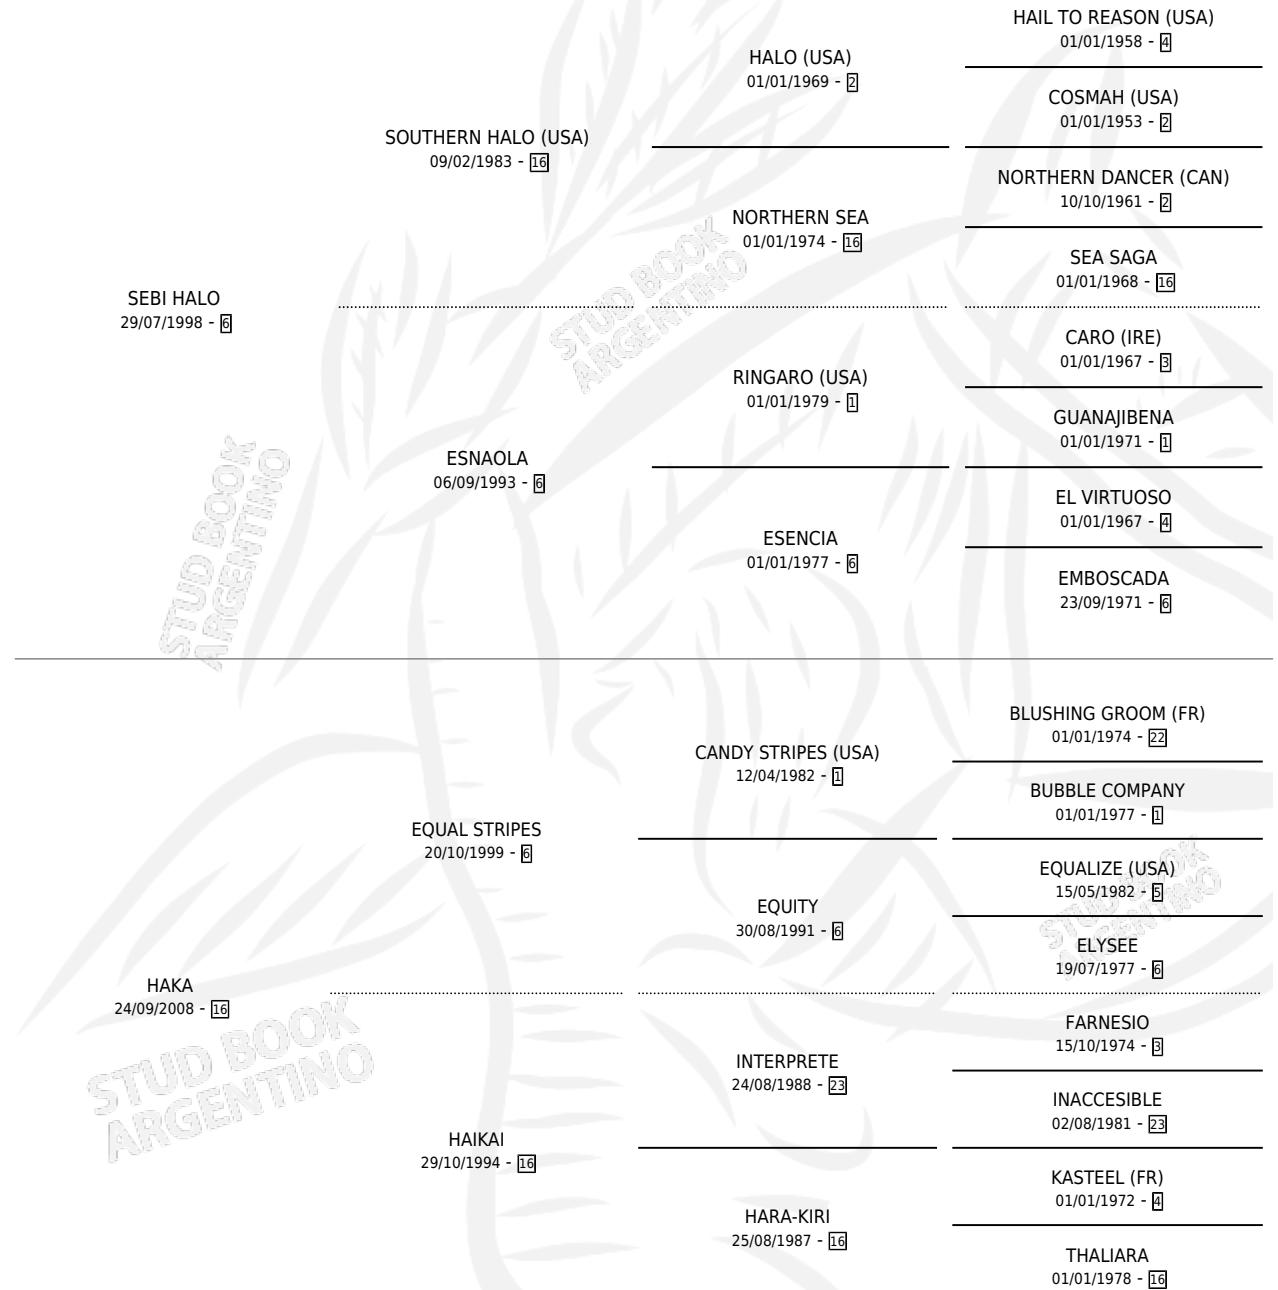 HAIL TO REASON (USA)
01/01/1958 - 4
HALO (USA)
01/01/1969 - 2
COSMAH (USA)
01/01/1953 - 2
SOUTHERN HALO (USA)
09/02/1983 - 16
NORTHERN DANCER (CAN)
10/10/1961 - 2
NORTHERN SEA
01/01/1974 - 16
SEA SAGA
01/01/1968 - 16
SEBI HALO
29/07/1998 - 6
CARO (IRE)
01/01/1967 - 3
RINGARO (USA)
01/01/1979 - 1
GUANAJIBENA
01/01/1971 - 1
ESNAOLA
06/09/1993 - 6
EL VIRTUOSO
01/01/1967 - 4
ESENCIA
01/01/1977 - 6
EMBOSCADA
23/09/1971 - 6
STUD BOOK
ARGENTINO
STUD BOOK
ARGENTINO
BLUSHING GROOM (FR)
01/01/1974 - 22
CANDY STRIPES (USA)
12/04/1982 - 1
BUBBLE COMPANY
01/01/1977 - 1
EQUAL STRIPES
20/10/1999 - 6
EQUALIZE (USA)
15/05/1982 - 5
EQUITY
30/08/1991 - 6
ELYSEE
19/07/1977 - 6
STUD BOOK
ARGENTINO
HAKA
24/09/2008 - 16
FARNESIO
15/10/1974 - 3
INTERPRETE
24/08/1988 - 23
INACCESIBLE
02/08/1981 - 23
STUD BOOK
ARGENTINO
HAIKAI
29/10/1994 - 16
KASTEEL (FR)
01/01/1972 - 4
HARA-KIRI
25/08/1987 - 16
THALIARA
01/01/1978 - 16